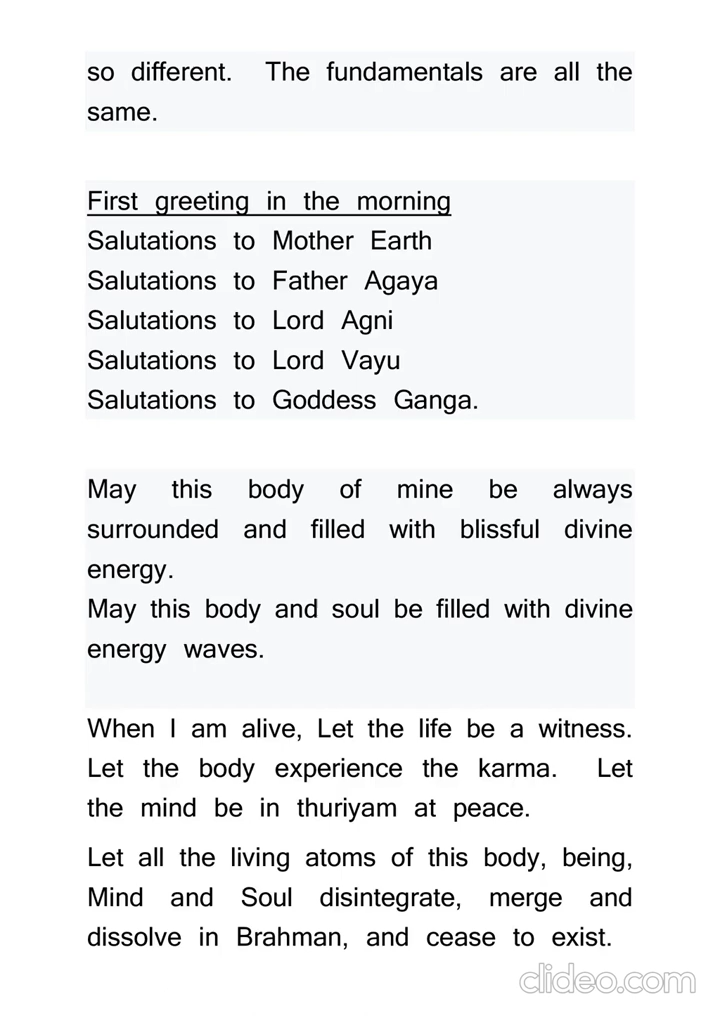 so different. The fundamentals are all the
same.
First greeting in the morning
Salutations to Mother Earth
Salutations to Father Agaya
Salutations to Lord Agni
Salutations to Lord Vayu
Salutations to Goddess Ganga.
May this body of mine be always
surrounded and filled with blissful divine
energy.
May this body and soul be filled with divine
energy waves.
When I am alive, Let the life be a witness.
Let the body experience the karma. Let
the mind be in thuriyam at peace.
Let all the living atoms of this body, being,
Mind and Soul disintegrate, merge and
dissolve in Brahman, and cease to exist.
clideo.com